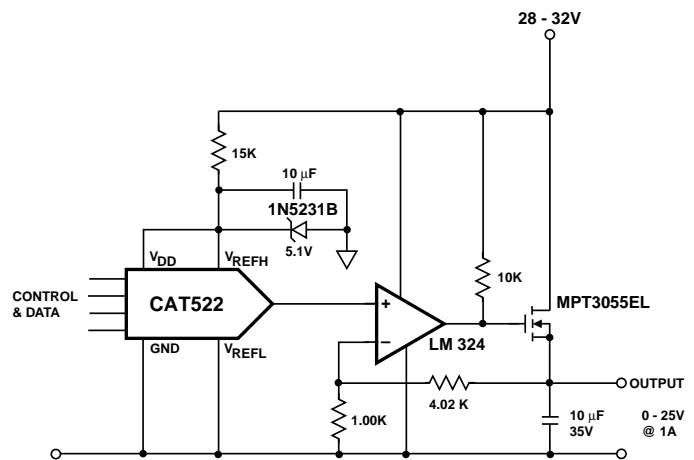 28 - 32V
15K
10 µF
1N5231B
5.1V
VDD
VREFH
CONTROL
& DATA
CAT522
10K
MPT3055EL
+
–
LM 324
GND
VREFL
4.02 K
OUTPUT
1.00K
10 µF
35V
0 - 25V
@ 1A